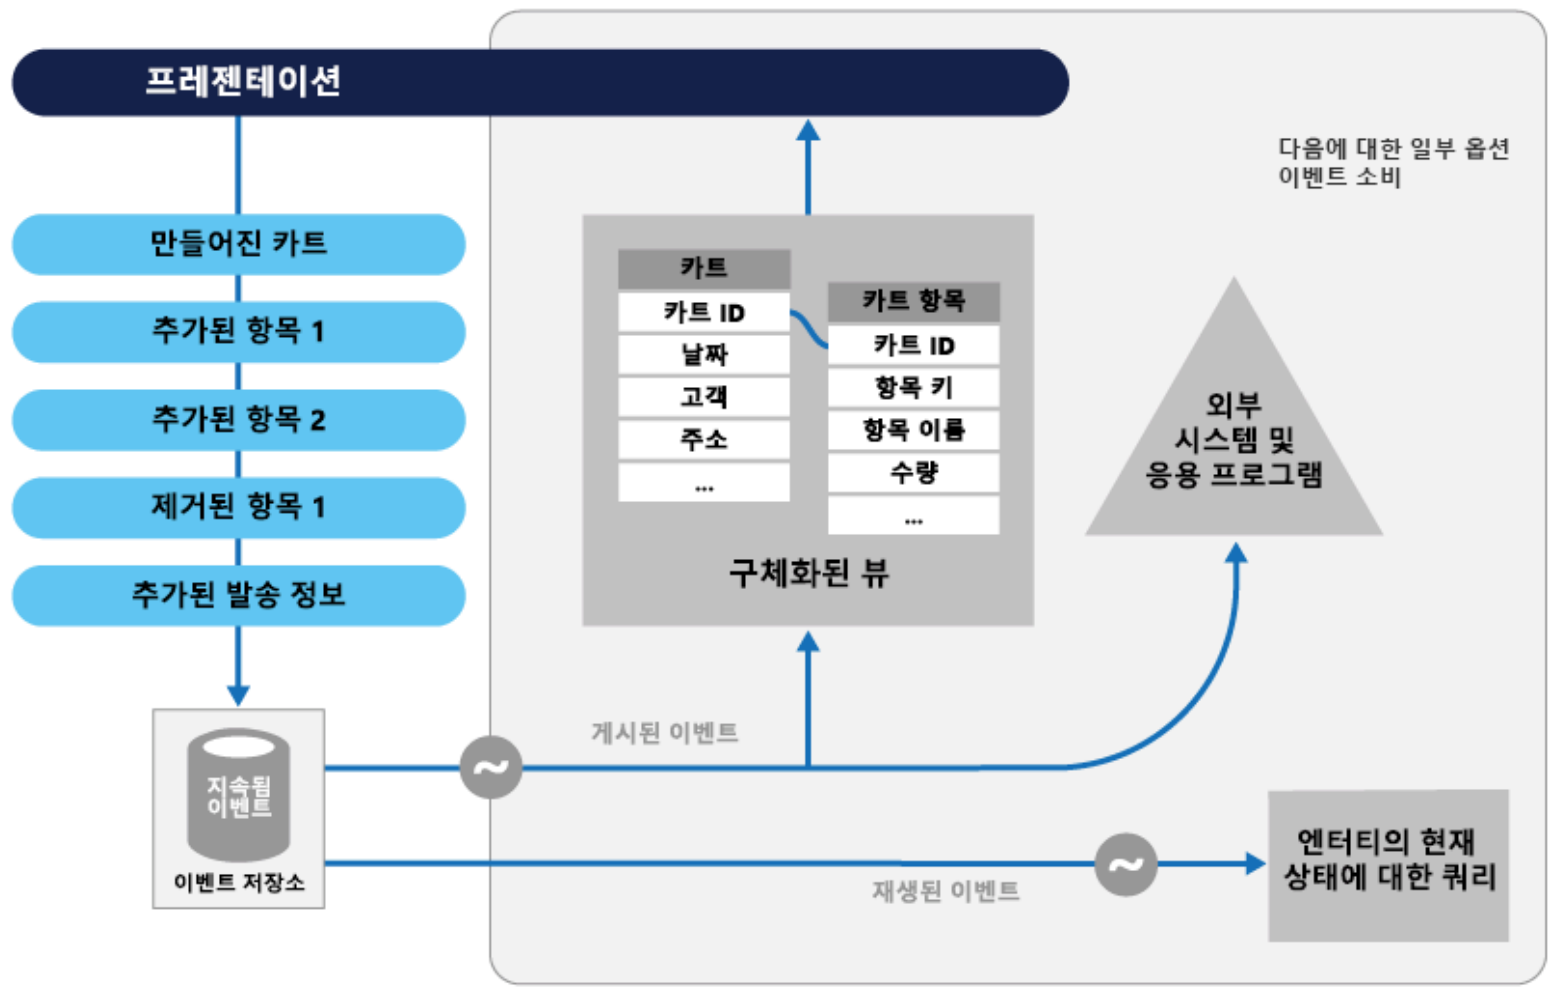 프레젠테이션
다음에 대한 일부 옵션
이벤트 소비
만들어진 카트
추가된 항목 1
추가된 항목 2
제거된 항목 1
추가된 발송 정보
카트
카트 ID
날짜
고객
주소
...
카트 항목
카트 ID
항목 키
항목 이름
수량
...
구체화된 뷰
외부
시스템 및
응용 프로그램
게시된 이벤트
~
지속됨
이벤트
이벤트 저장소
재생된 이벤트
~
엔터티의 현재
상태에 대한 쿼리